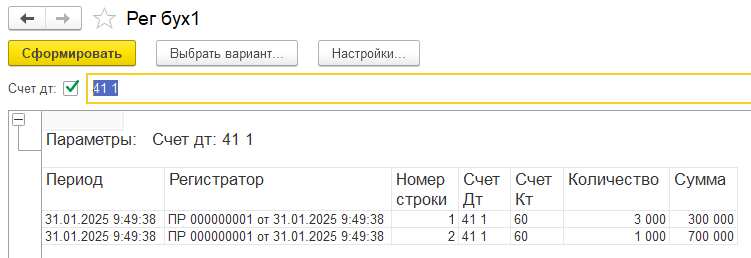 Рег бух1
Сформировать Выбрать вариант... Настройки...
Счет дт: 41 1
Параметры: Счет дт: 41 1
Период Регистратор Номер строки Счет Дт Счет Кт Количество Сумма
31.01.2025 9:49:38 ПР 000000001 от 31.01.2025 9:49:38 1 41 1 60 3 000 300 000
31.01.2025 9:49:38 ПР 000000001 от 31.01.2025 9:49:38 2 41 1 60 1 000 700 000